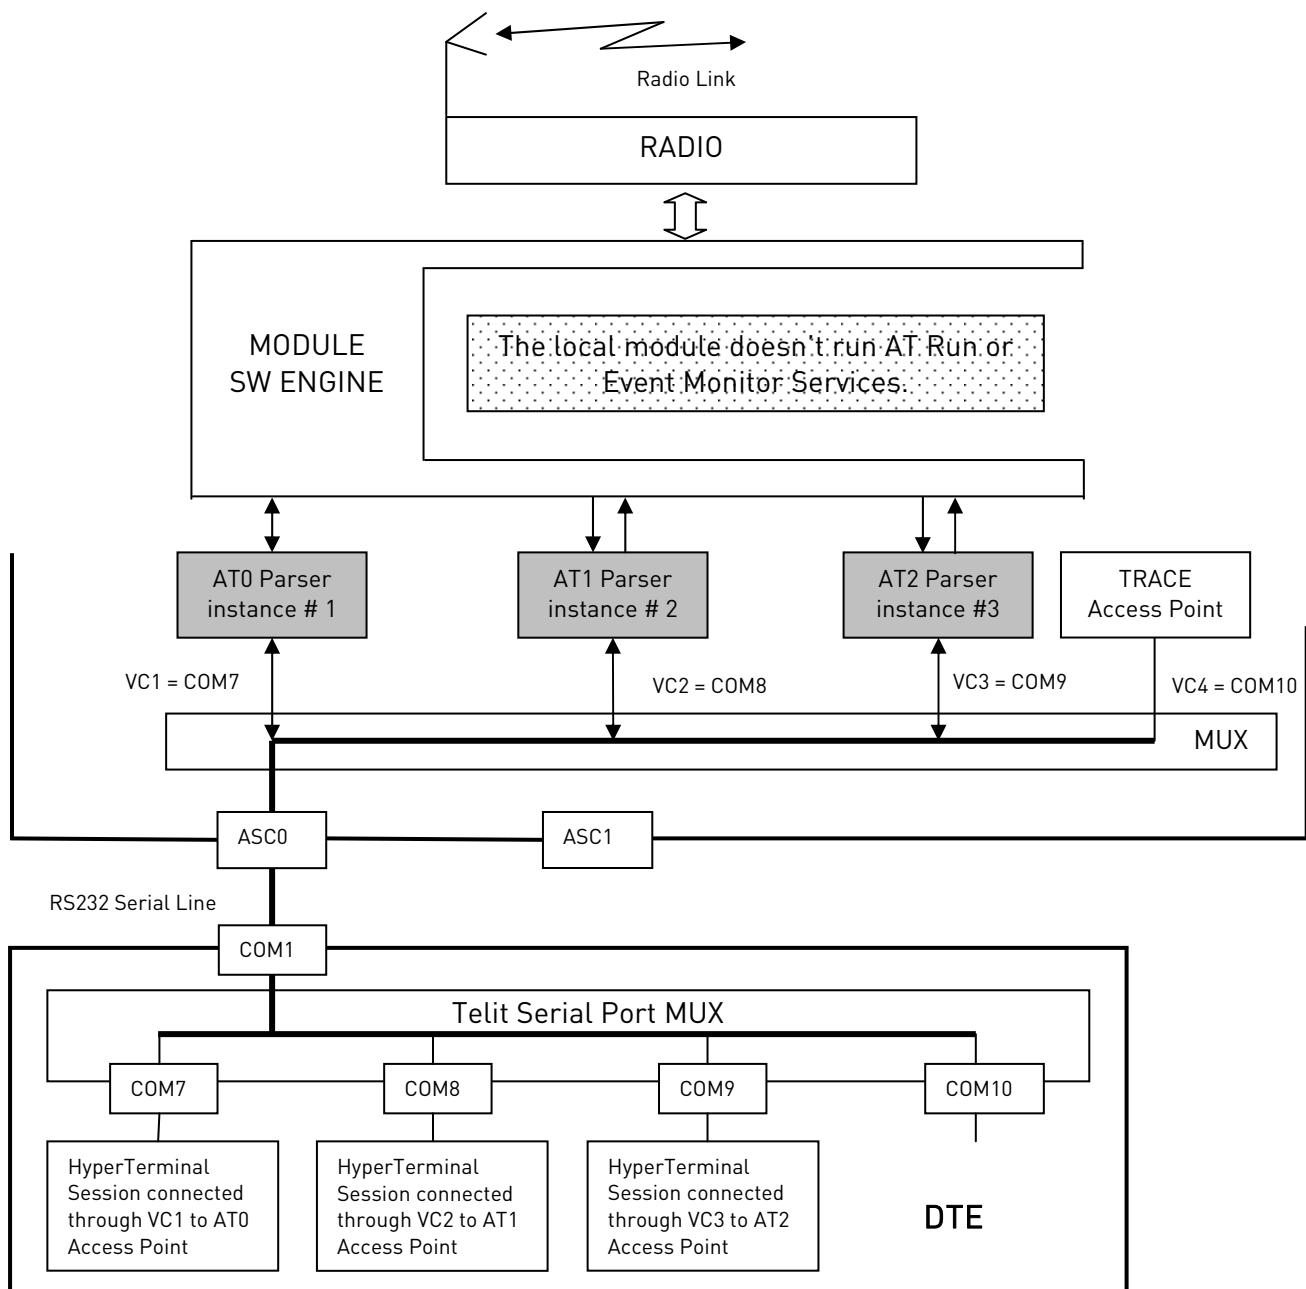 Radio Link
RADIO
MODULE
SW ENGINE
The local module doesn't run AT Run or
Event Monitor Services.
AT0 Parser
instance # 1
AT1 Parser
instance # 2
AT2 Parser
instance #3
TRACE
Access Point
VC1 = COM7
VC2 = COM8
VC3 = COM9
VC4 = COM10
MUX
ASC0
ASC1
RS232 Serial Line
COM1
Telit Serial Port MUX
COM7
COM8
COM9
COM10
HyperTerminal
Session connected
through VC1 to AT0
Access Point
HyperTerminal
Session connected
through VC2 to AT1
Access Point
HyperTerminal
Session connected
through VC3 to AT2
Access Point
DTE